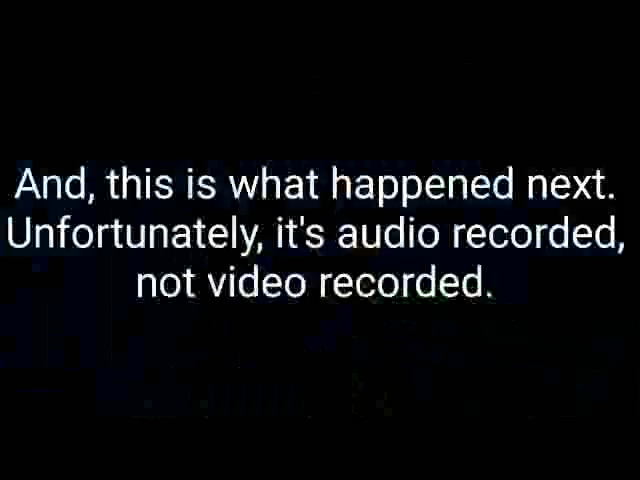 And, this is what happened next.
Unfortunately, it's audio recorded,
not video recorded.